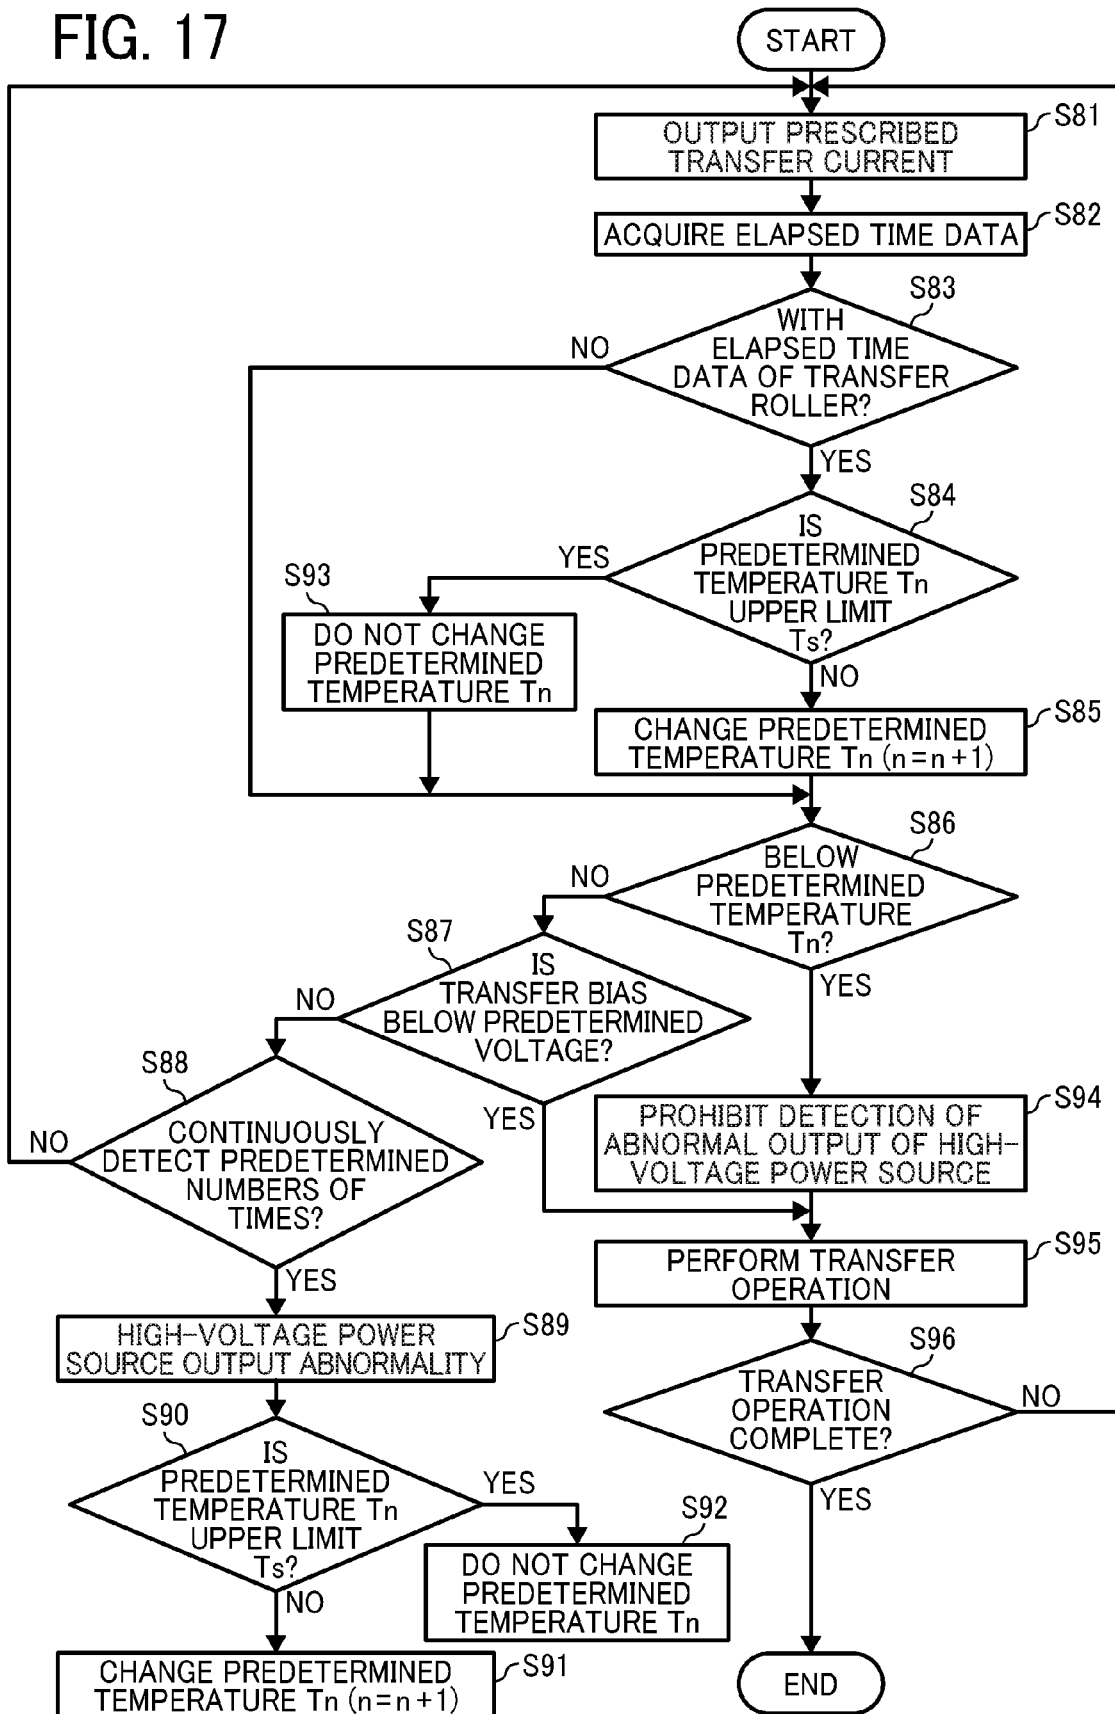 FIG. 17
START
S81
OUTPUT PRESCRIBED
TRANSFER CURRENT
S82
ACQUIRE ELAPSED TIME DATA
S83
WITH
ELAPSED TIME
DATA OF TRANSFER
ROLLER?
NO
YES
S84
IS
PREDETERMINED
TEMPERATURE Tn
UPPER LIMIT
Ts?
YES
NO
S93
DO NOT CHANGE
PREDETERMINED
TEMPERATURE Tn
S85
CHANGE PREDETERMINED
TEMPERATURE Tn (n=n+1)
S86
BELOW
PREDETERMINED
TEMPERATURE
Tn?
NO
YES
S87
IS
TRANSFER BIAS
BELOW PREDETERMINED
VOLTAGE?
NO
YES
S88
CONTINUOUSLY
DETECT PREDETERMINED
NUMBERS OF
TIMES?
NO
YES
S94
PROHIBIT DETECTION OF
ABNORMAL OUTPUT OF HIGH-
VOLTAGE POWER SOURCE
S95
PERFORM TRANSFER
OPERATION
S89
HIGH-VOLTAGE POWER
SOURCE OUTPUT ABNORMALITY
S96
TRANSFER
OPERATION
COMPLETE?
NO
YES
S90
IS
PREDETERMINED
TEMPERATURE Tn
UPPER LIMIT
Ts?
YES
NO
S92
DO NOT CHANGE
PREDETERMINED
TEMPERATURE Tn
S91
CHANGE PREDETERMINED
TEMPERATURE Tn (n=n+1)
END